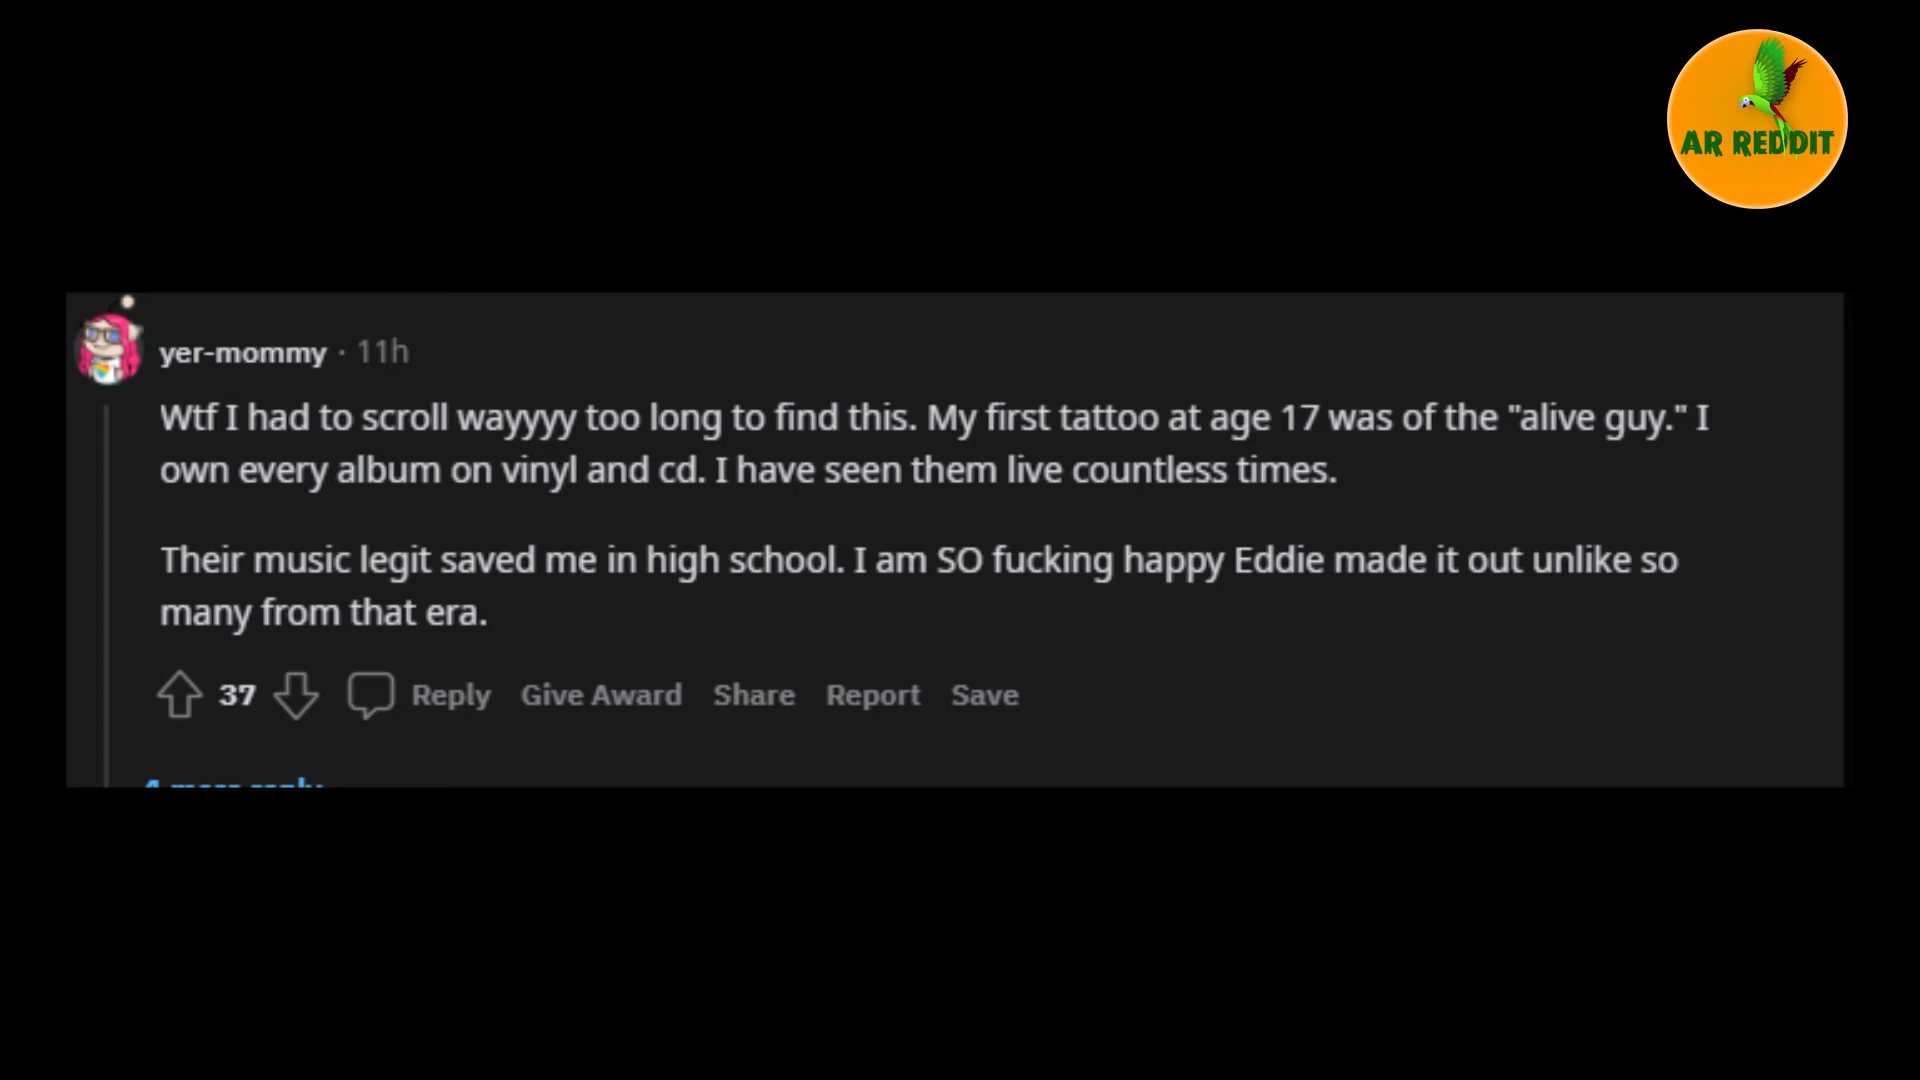 AR REDDIT
yer-mommy · 11h
Wtf I had to scroll wayyyy too long to find this. My first tattoo at age 17 was of the "alive guy." I
own every album on vinyl and cd. I have seen them live countless times.
Their music legit saved me in high school. I am SO fucking happy Eddie made it out unlike so
many from that era.
37 Reply Give Award Share Report Save